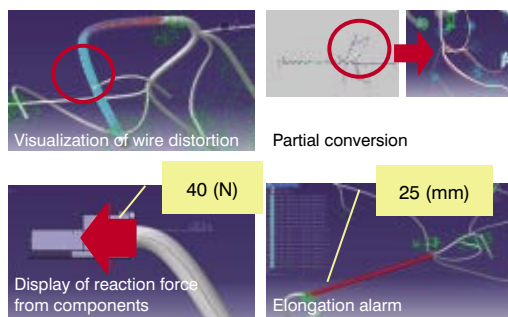 Visualization of wire distortion
Partial conversion
40 (N)
25 (mm)
Display of reaction force
from components
Elongation alarm